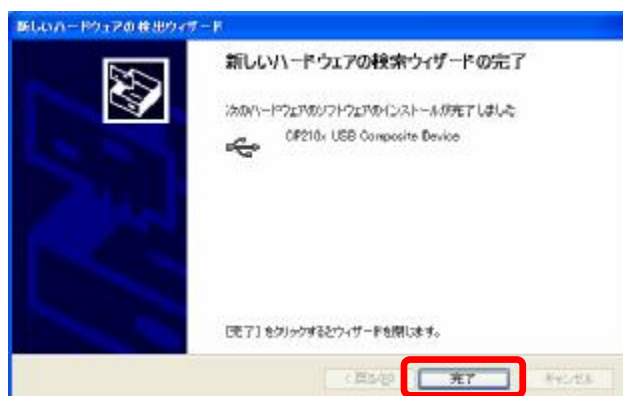 新しいハードウェアの検出ウィザード
新しいハードウェアの検索ウィザードの完了
次のハードウェアのソフトウェアのインストールが完了しました
CP210x USB Composite Device
[完了] をクリックするとウィザードを閉じます。
< 戻る(B)
完了
キャンセル